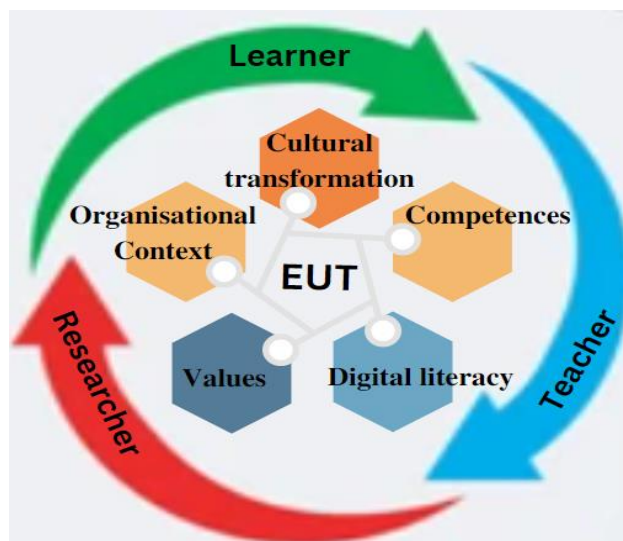 Learner
Cultural
transformation
Organisational
Context
Competences
EUT
Values
Digital literacy
Teacher
Researcher